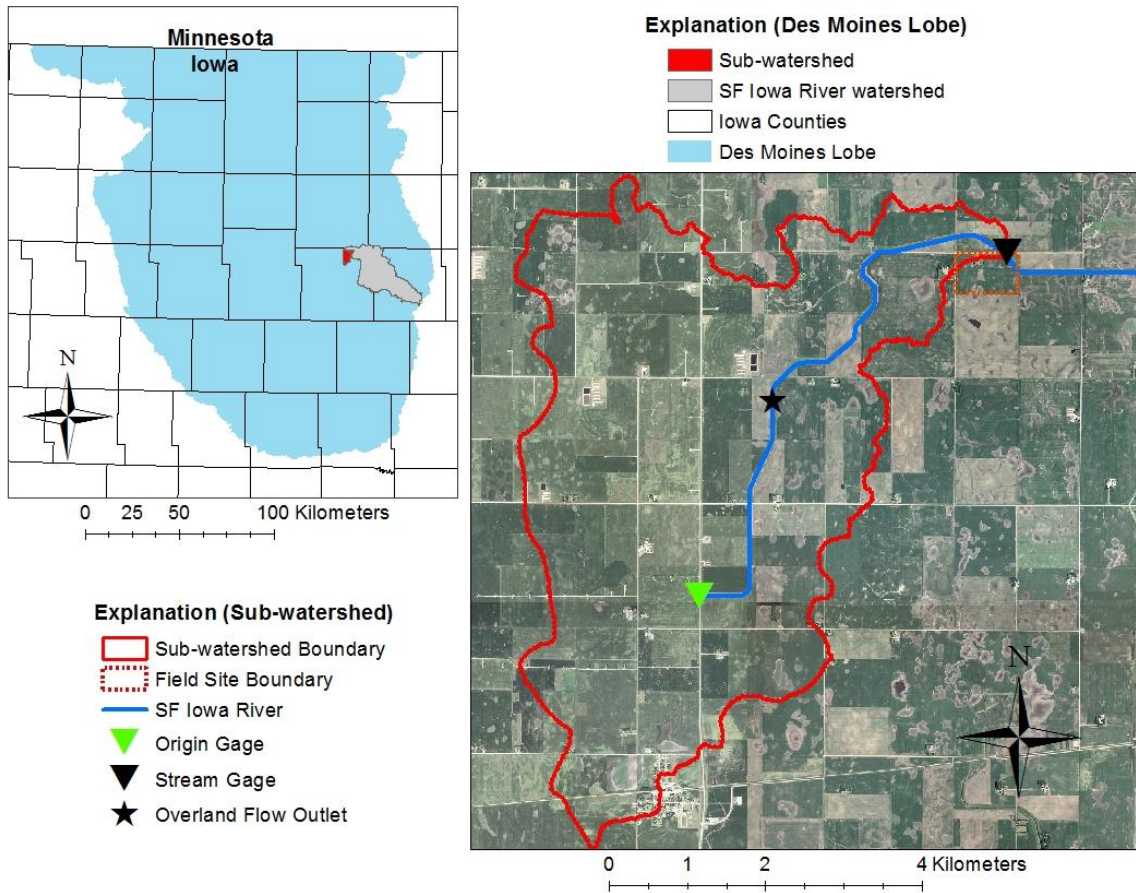 Minnesota
Iowa
N
0 25 50 100 Kilometers
Explanation (Des Moines Lobe)
Sub-watershed
SF Iowa River watershed
Iowa Counties
Des Moines Lobe
Explanation (Sub-watershed)
Sub-watershed Boundary
Field Site Boundary
SF Iowa River
Origin Gage
Stream Gage
Overland Flow Outlet
N
0 1 2 4 Kilometers